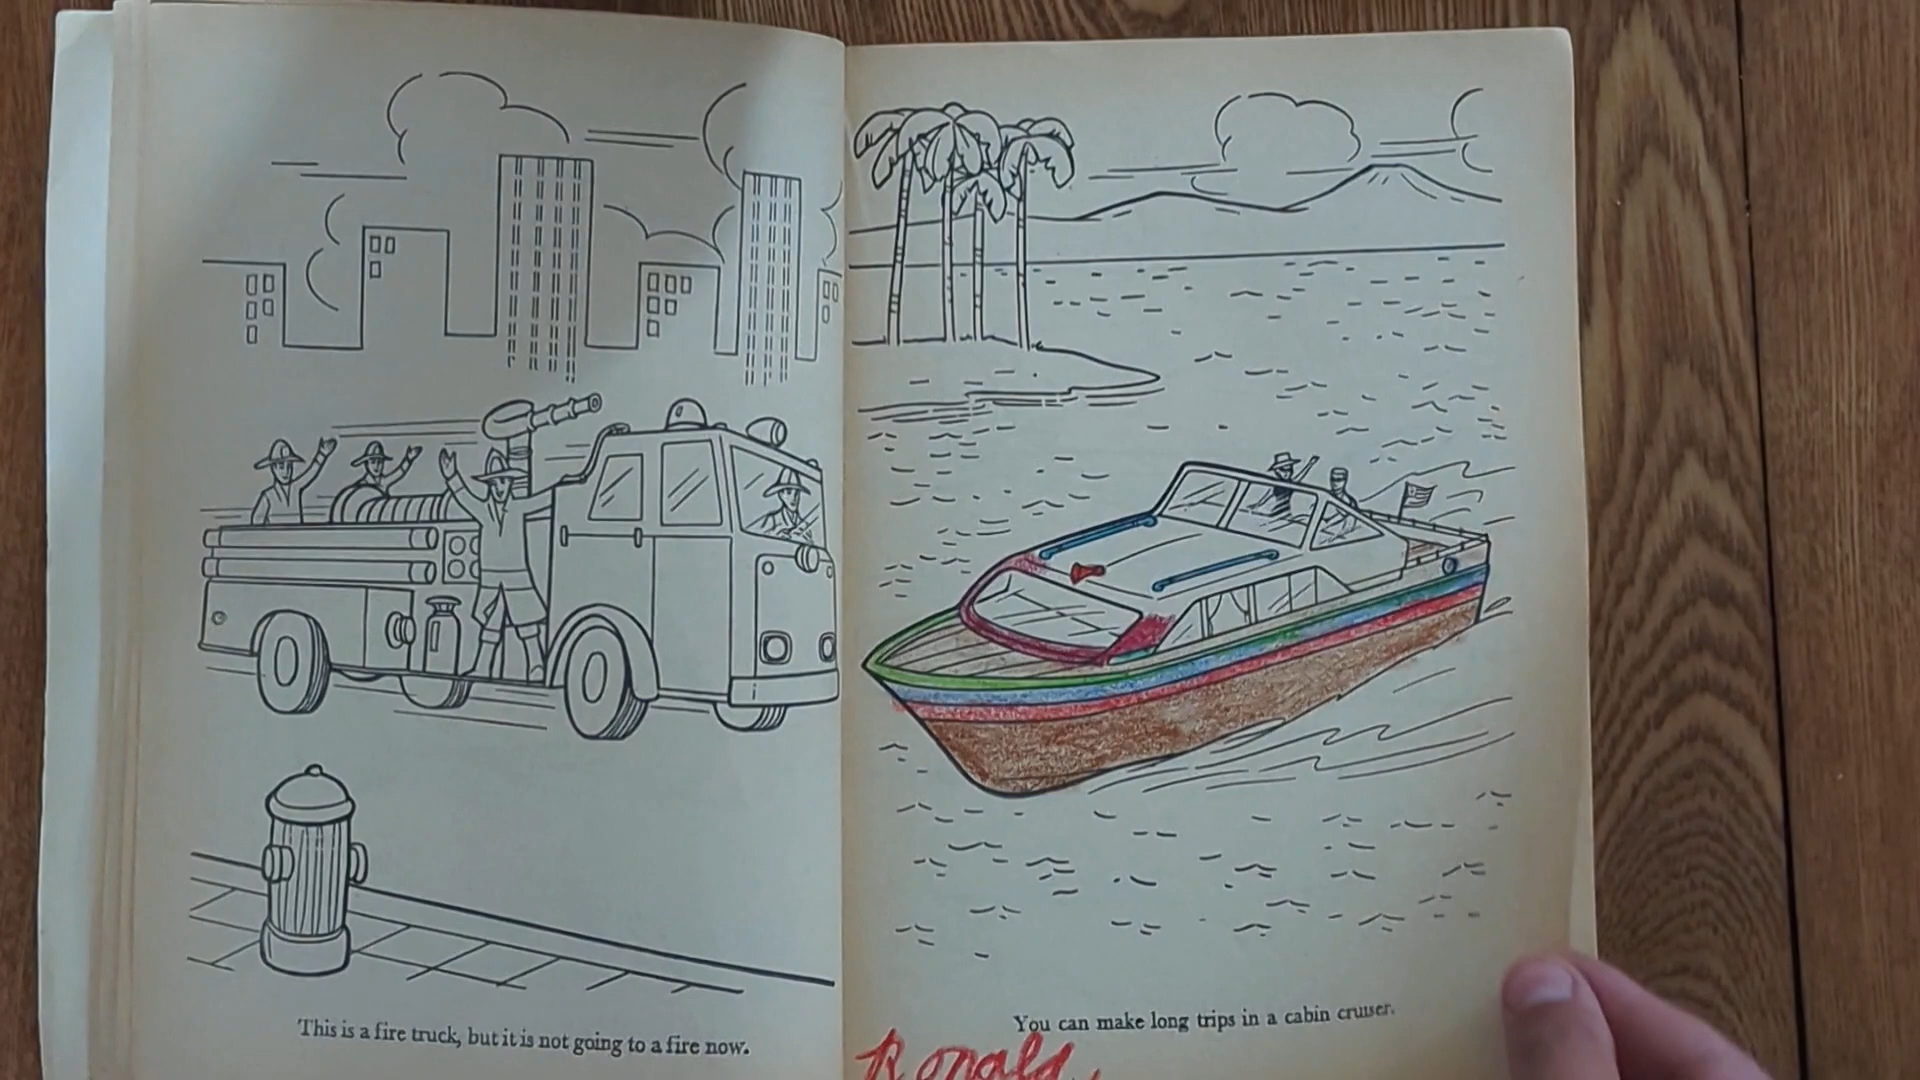 This is a fire truck, but it is not going to a fire now.
You can make long trips in a cabin cruiser.
Ronald